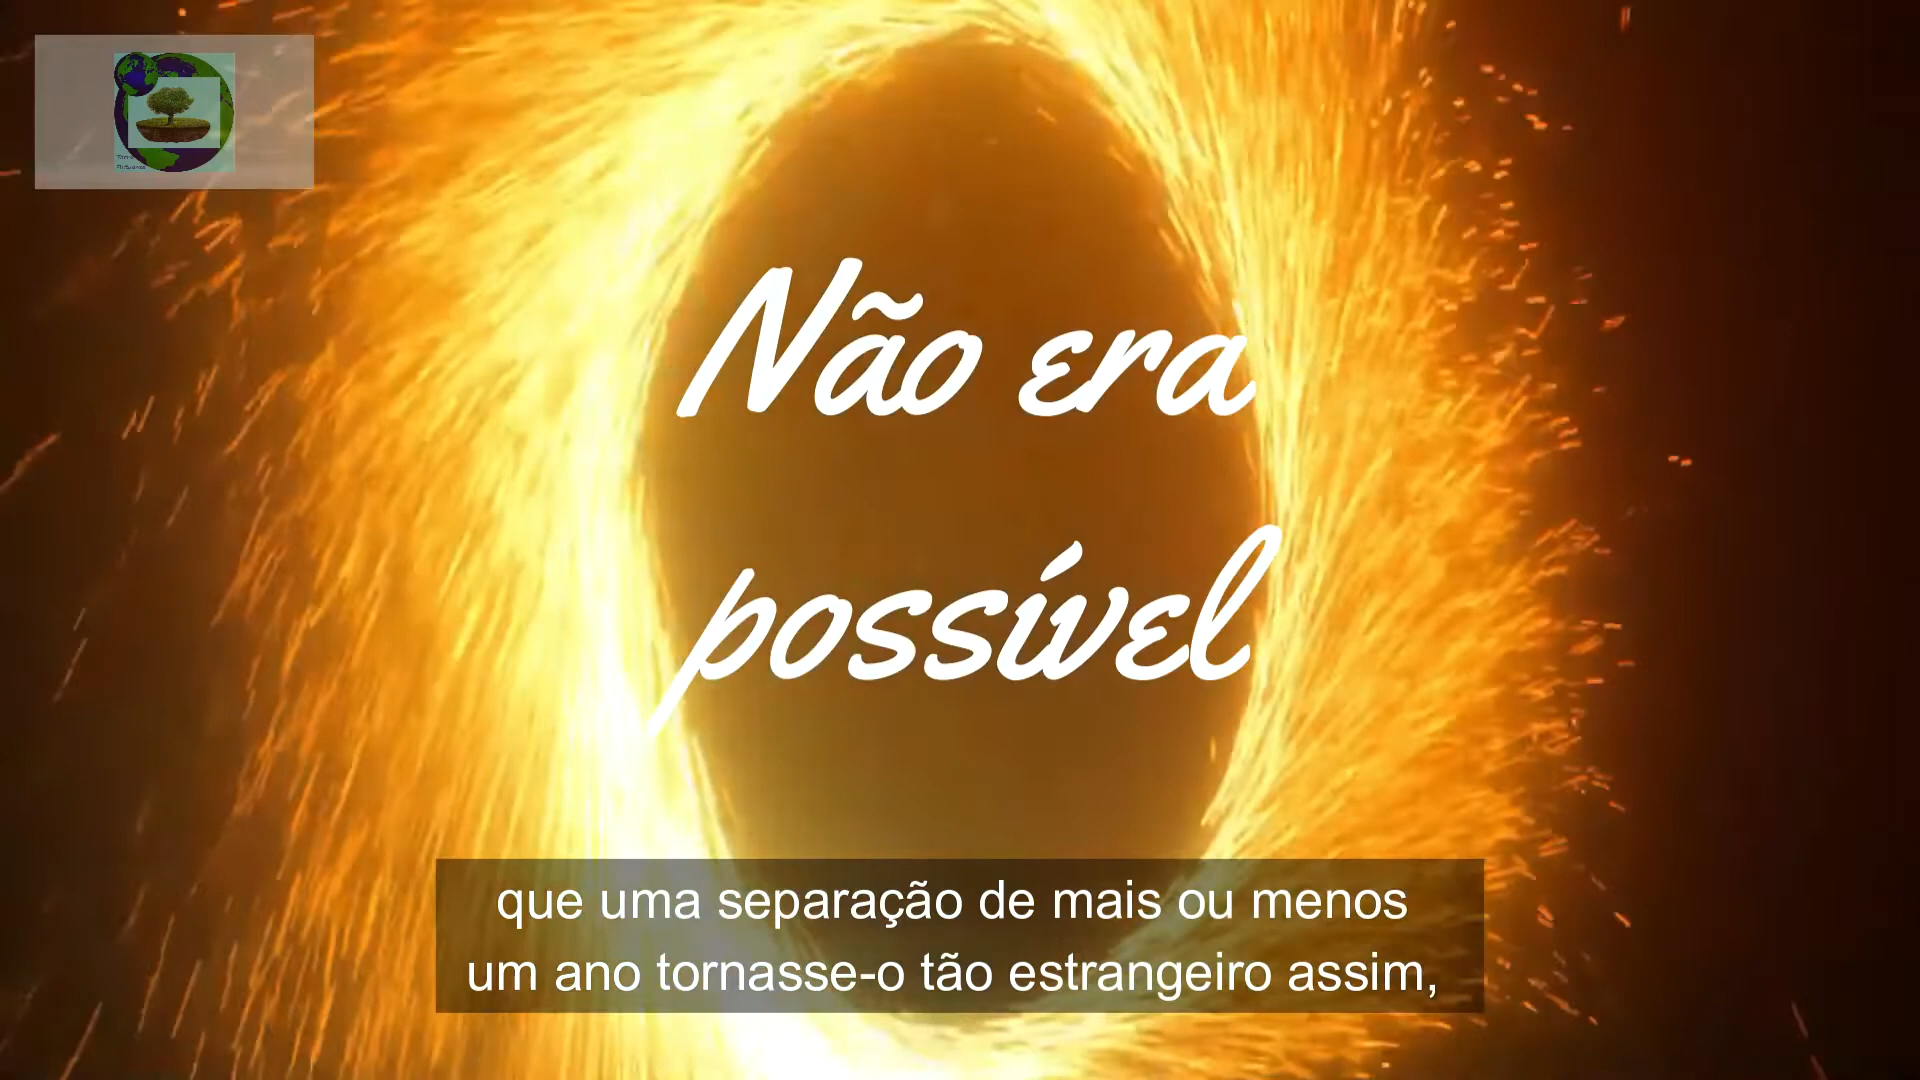 Não era
possível
que uma separação de mais ou menos
um ano tornasse-o tão estrangeiro assim,